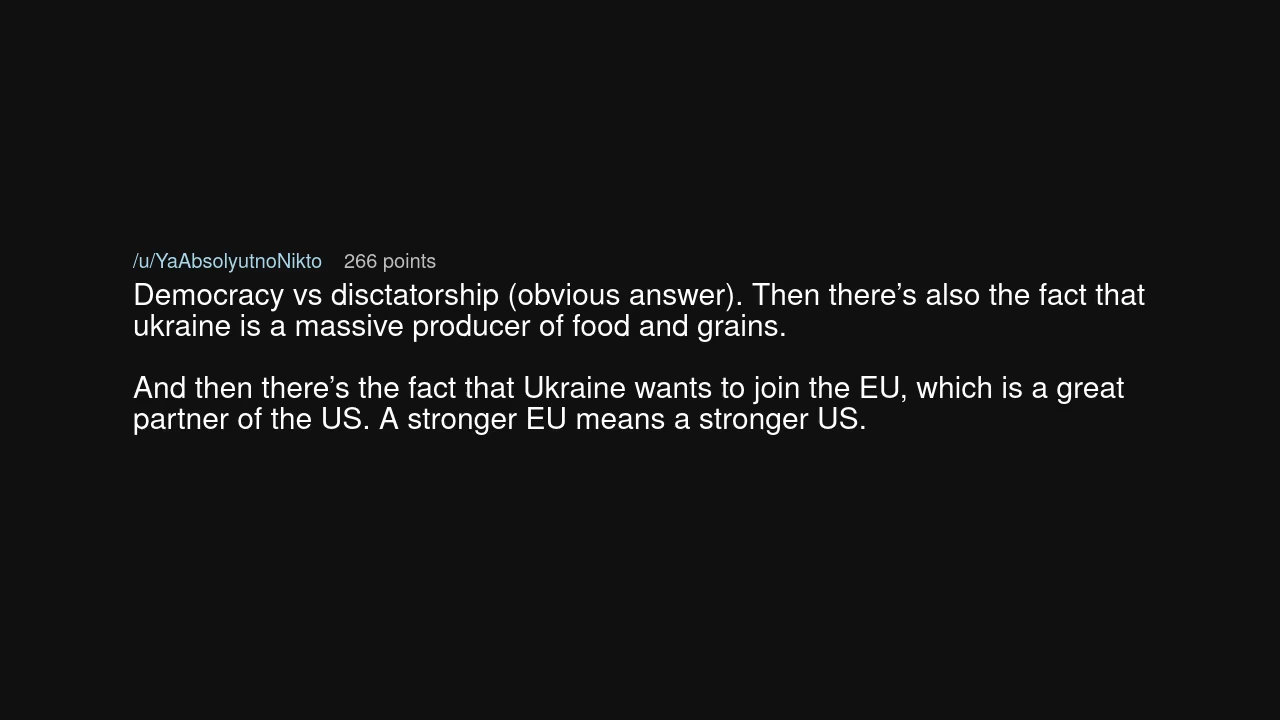 /u/YaAbsolyutnoNikto 266 points
Democracy vs disctatorship (obvious answer). Then there’s also the fact that
ukraine is a massive producer of food and grains.
And then there’s the fact that Ukraine wants to join the EU, which is a great
partner of the US. A stronger EU means a stronger US.